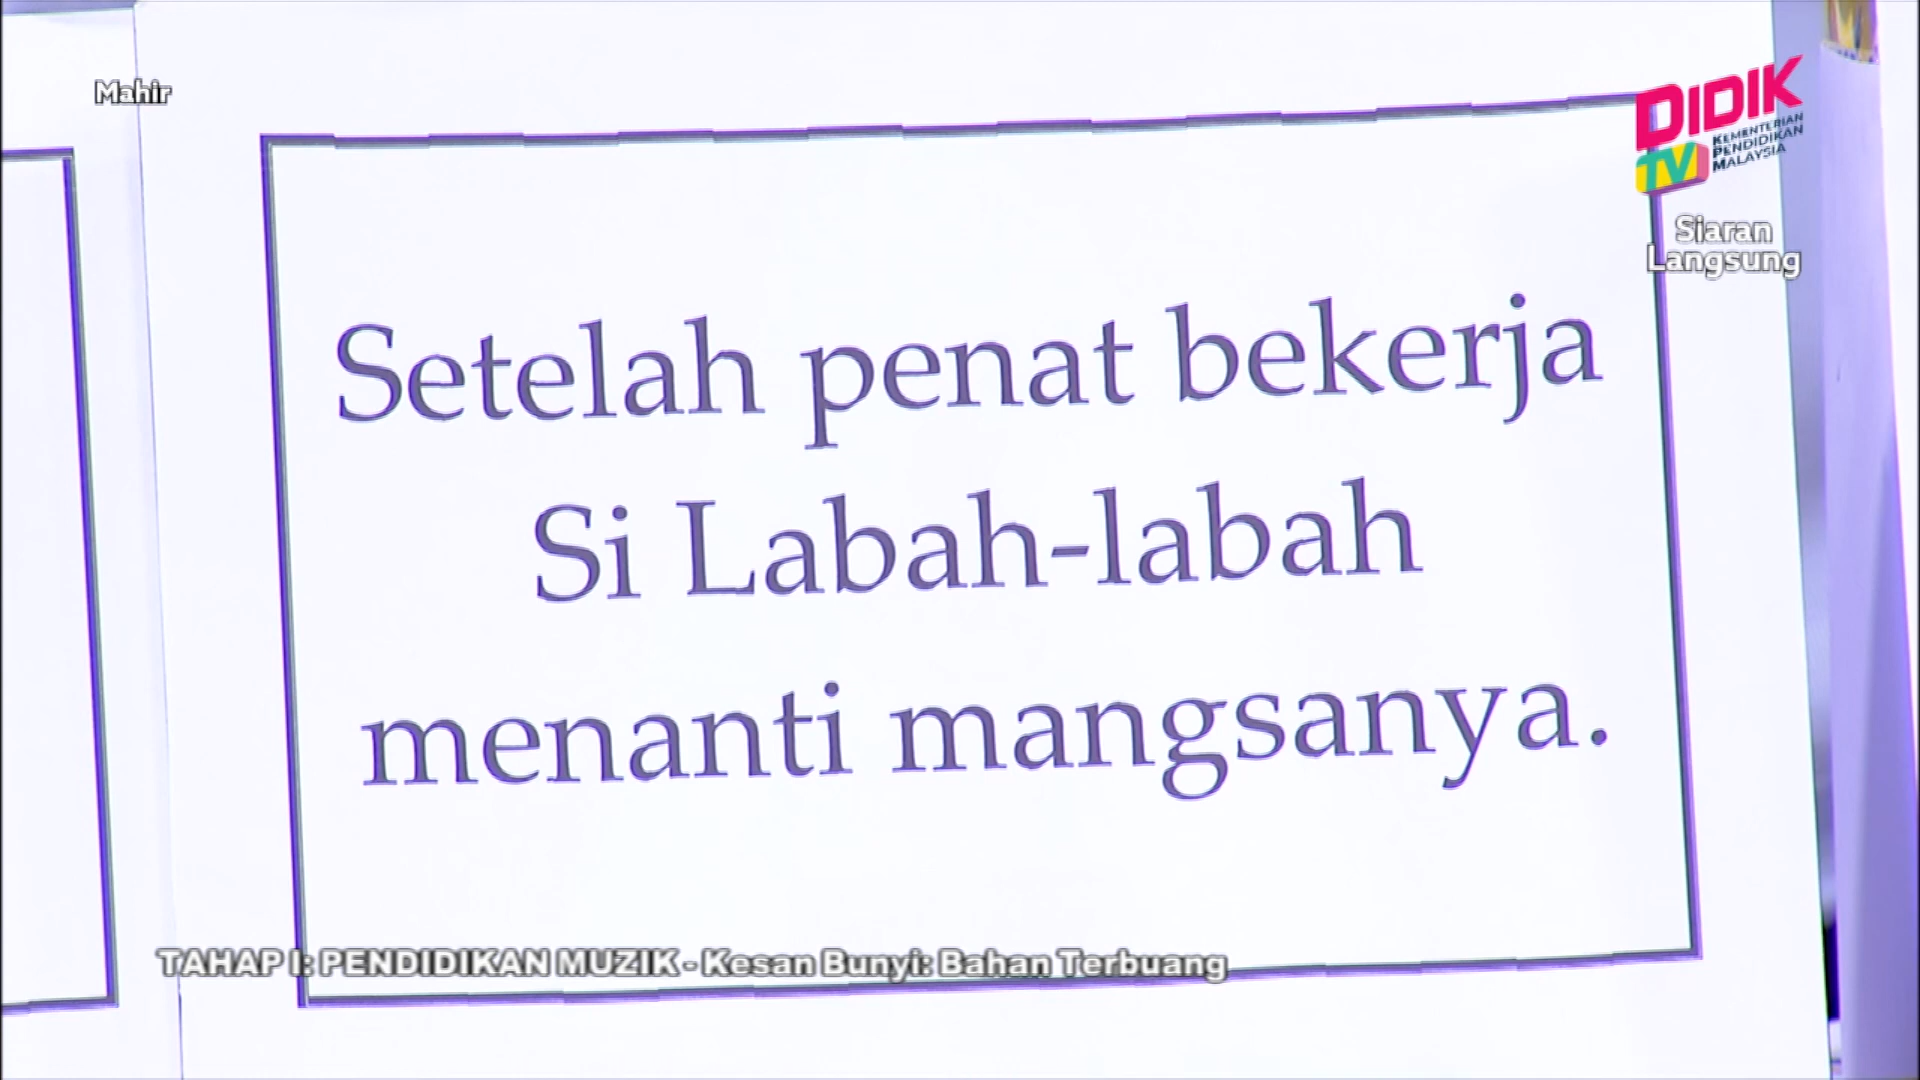 Mahir
DIDIK
TV
KEMENTERIAN
PENDIDIKAN
MALAYSIA
Siaran
Langsung
Setelah penat bekerja
Si Labah-labah
menanti mangsanya.
TAHAP I: PENDIDIKAN MUZIK - Kesan Bunyi: Bahan Terbuang